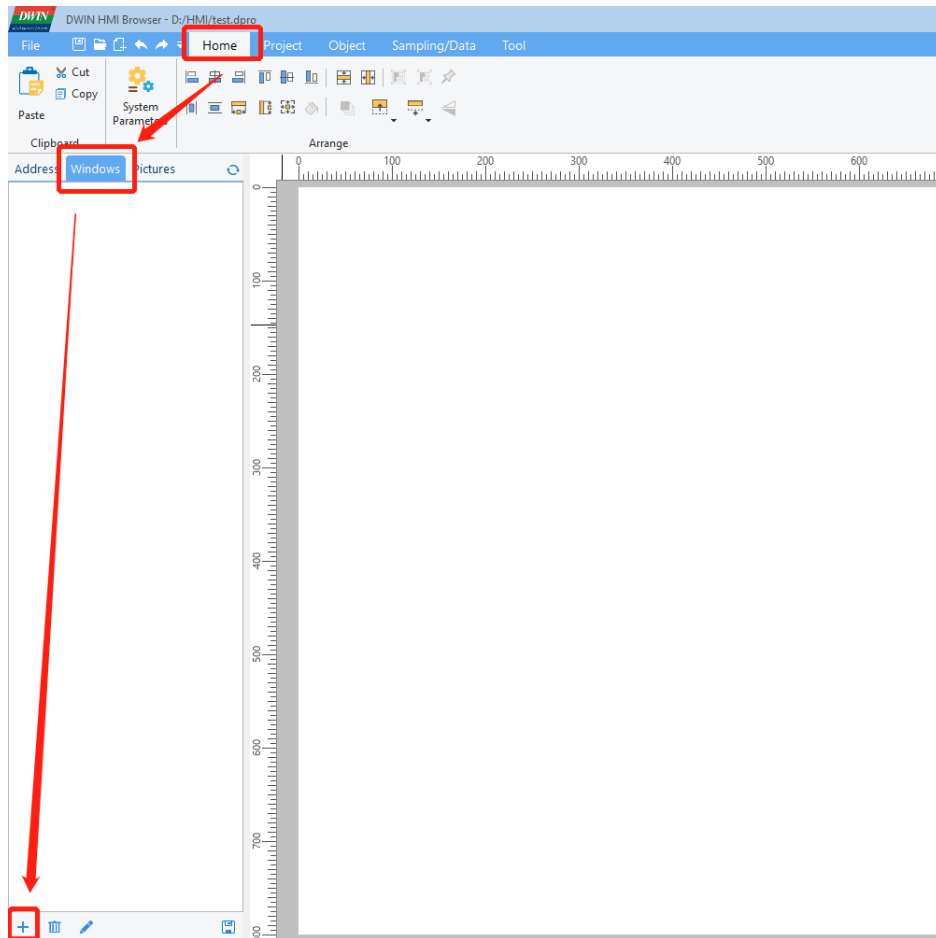 DWIN
DWIN HMI Browser - D:/HMI/test.dpro
File Home Project Object Sampling/Data Tool
Cut
Copy
Paste
System
Clipboard
Arrange
Address Windows Pictures
0 100 200 300 400 500 600
0
100
200
300
400
500
600
700